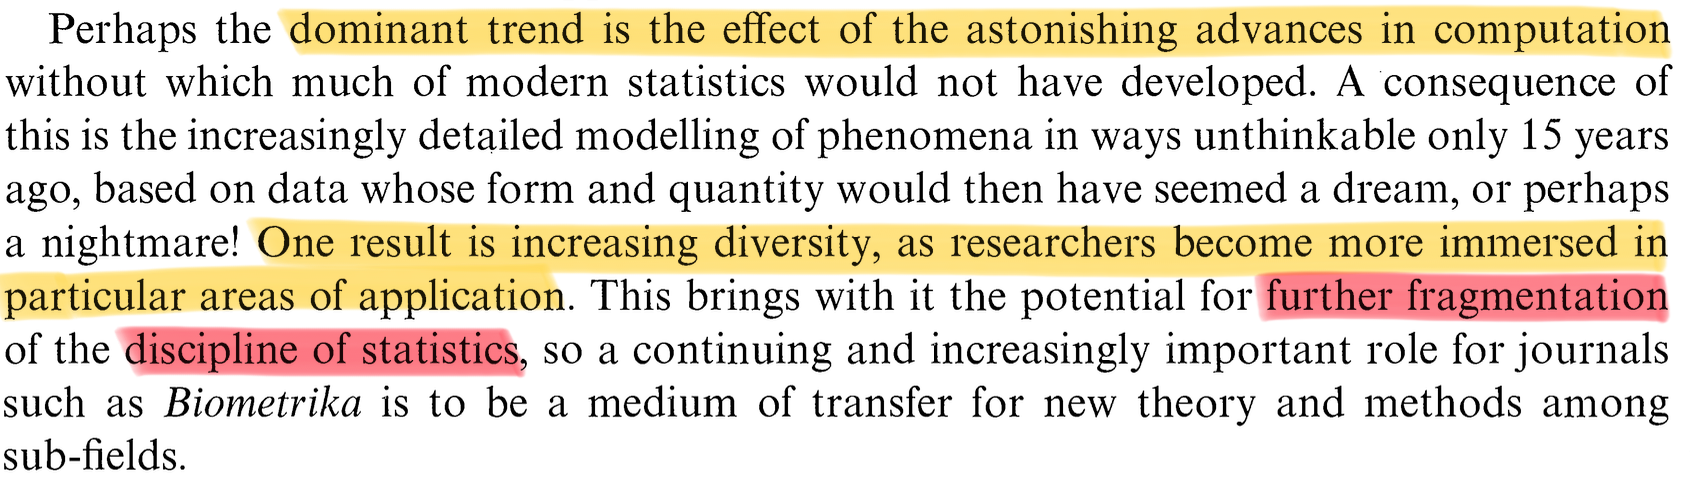 Perhaps the dominant trend is the effect of the astonishing advances in computation
without which much of modern statistics would not have developed. A consequence of
this is the increasingly detailed modelling of phenomena in ways unthinkable only 15 years
ago, based on data whose form and quantity would then have seemed a dream, or perhaps
a nightmare! One result is increasing diversity, as researchers become more immersed in
particular areas of application. This brings with it the potential for further fragmentation
of the discipline of statistics, so a continuing and increasingly important role for journals
such as Biometrika is to be a medium of transfer for new theory and methods among
sub-fields.